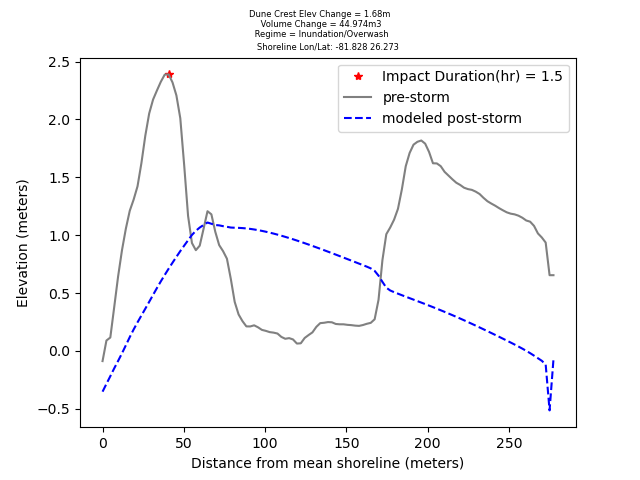 Dune Crest Elev Change = 1.68m
Volume Change = 44.974m3
Regime = Inundation/Overwash
Shoreline Lon/Lat: -81.828 26.273
Impact Duration(hr) = 1.5
pre-storm
modeled post-storm
Elevation (meters)
2.5
2.0
1.5
1.0
0.5
0.0
−0.5
0 50 100 150 200 250
Distance from mean shoreline (meters)